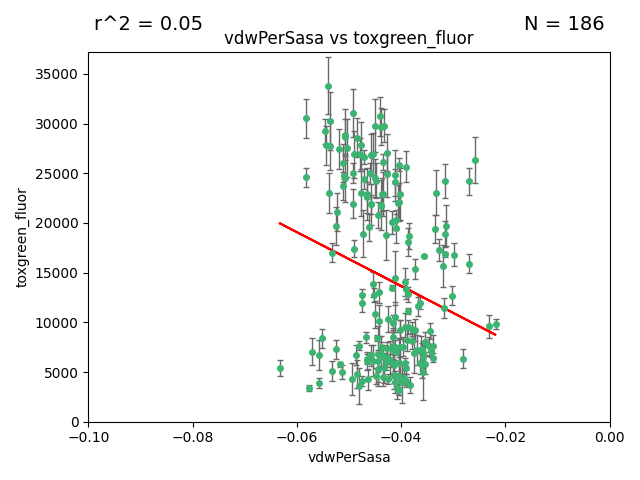 r^2 = 0.05
N = 186
vdwPerSasa vs toxgreen_fluor
toxgreen_fluor
35000
30000
25000
20000
15000
10000
5000
0
−0.10
−0.08
−0.06
−0.04
−0.02
0.00
vdwPerSasa